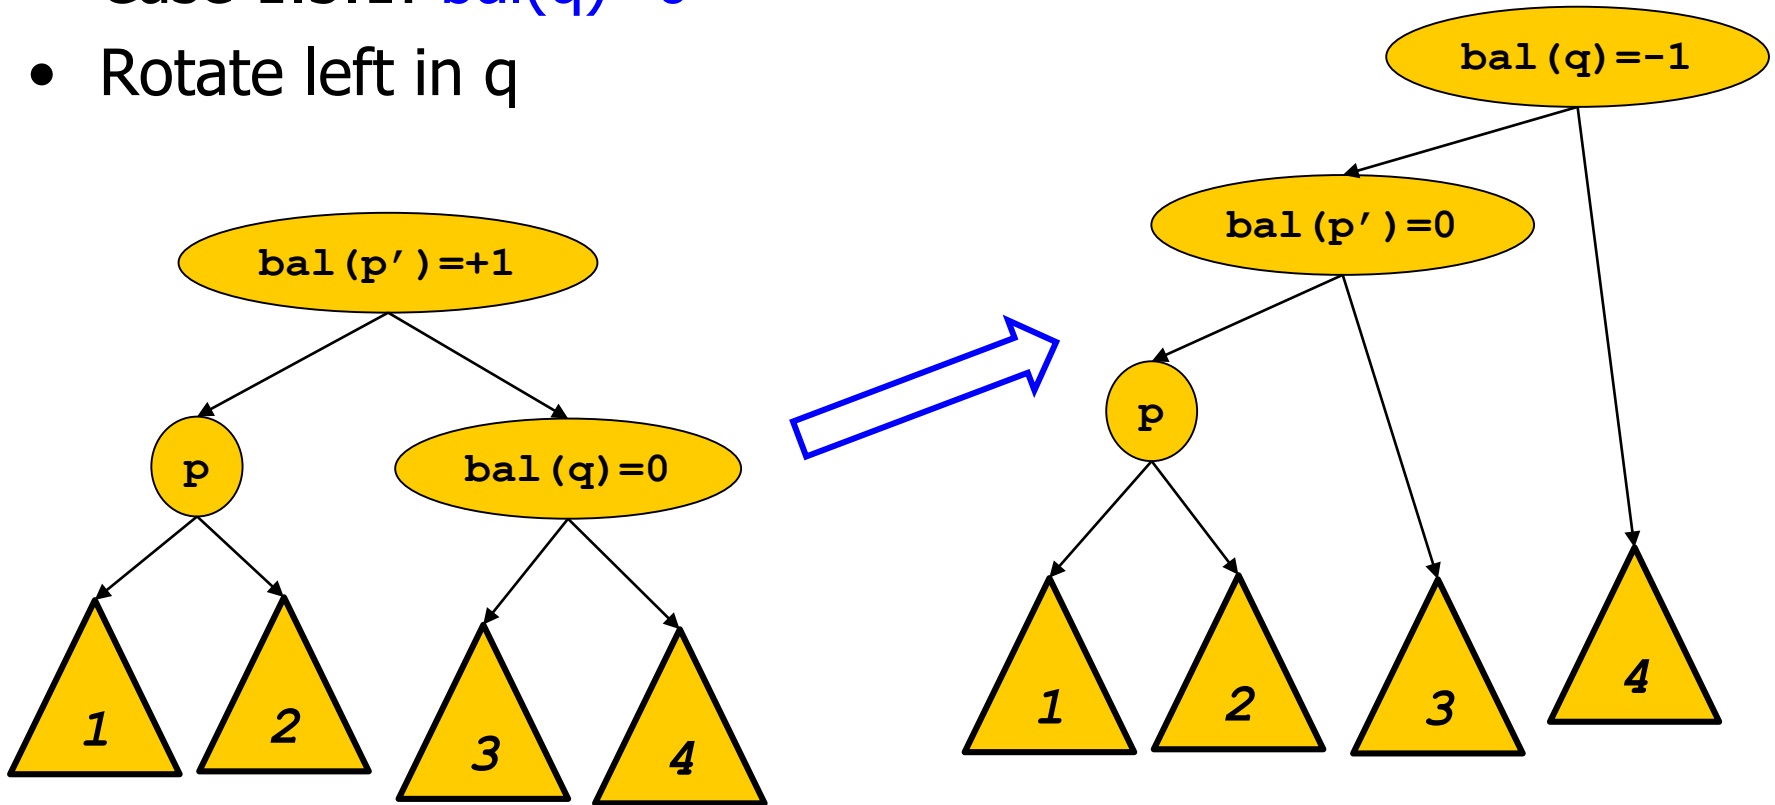 bal(q)
• Rotate left in q
bal(q)=-1
bal(p’)=0
bal(p’)=+1
p
p
bal(q)=0
1
2
3
4
1
2
3
4